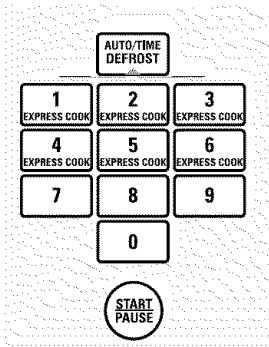 AUTO/TIME
DEFROST
1 2 3
EXPRESS COOK EXPRESS COOK EXPRESS COOK
4 5 6
EXPRESS COOK EXPRESS COOK EXPRESS COOK
7 8 9
0
START
PAUSE